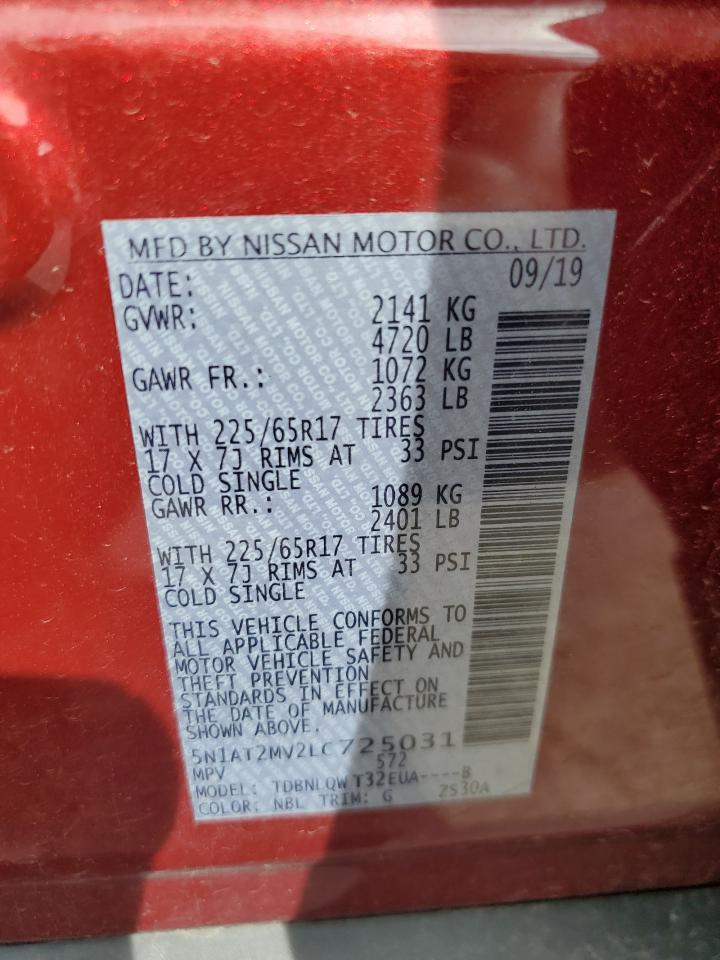 MFD BY NISSAN MOTOR CO., LTD.
DATE: 09/19
GVWR: 2141 KG
4720 LB
GAWR FR.: 1072 KG
2363 LB
WITH 225/65R17 TIRES
17 X 7J RIMS AT 33 PSI
COLD SINGLE
GAWR RR.: 1089 KG
2401 LB
WITH 225/65R17 TIRES
17 X 7J RIMS AT 33 PSI
COLD SINGLE
THIS VEHICLE CONFORMS TO
ALL APPLICABLE FEDERAL
MOTOR VEHICLE SAFETY AND
THEFT PREVENTION
STANDARDS IN EFFECT ON
THE DATE OF MANUFACTURE
SHOWN ABOVE.
5N1AT2MV2LC725031
MPV 572
MODEL: TDBNLQWT32EUA----B
COLOR: NBL TRIM: G ZS30A